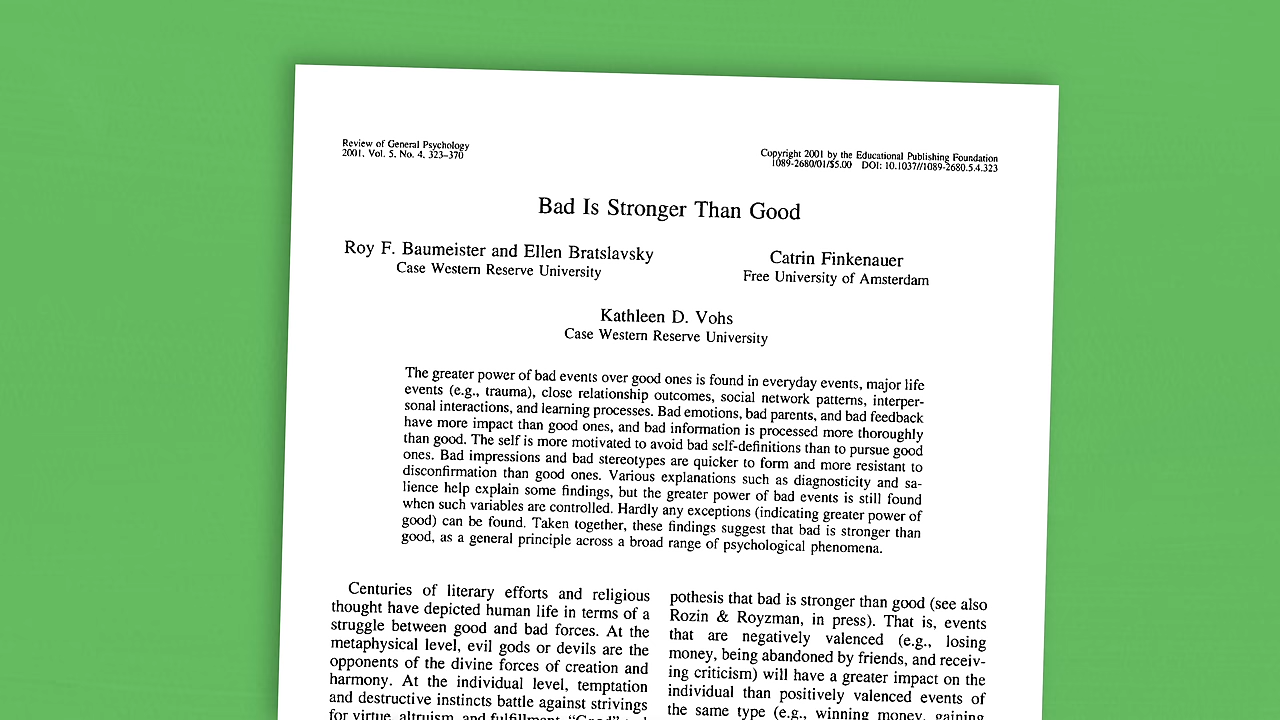 Review of General Psychology
2001, Vol. 5, No. 4, 323–370
Copyright 2001 by the Educational Publishing Foundation
1089-2680/01/$5.00 DOI: 10.1037//1089-2680.5.4.323
Bad Is Stronger Than Good
Roy F. Baumeister and Ellen Bratslavsky
Case Western Reserve University
Catrin Finkenauer
Free University of Amsterdam
Kathleen D. Vohs
Case Western Reserve University
The greater power of bad events over good ones is found in everyday events, major life
events (e.g., trauma), close relationship outcomes, social network patterns, interper-
sonal interactions, and learning processes. Bad emotions, bad parents, and bad feedback
have more impact than good ones, and bad information is processed more thoroughly
than good. The self is more motivated to avoid bad self-definitions than to pursue good
ones. Bad impressions and bad stereotypes are quicker to form and more resistant to
disconfirmation than good ones. Various explanations such as diagnosticity and sa-
lience help explain some findings, but the greater power of bad events is still found
when such variables are controlled. Hardly any exceptions (indicating greater power of
good) can be found. Taken together, these findings suggest that bad is stronger than
good, as a general principle across a broad range of psychological phenomena.
Centuries of literary efforts and religious
thought have depicted human life in terms of a
struggle between good and bad forces. At the
metaphysical level, evil gods or devils are the
opponents of the divine forces of creation and
harmony. At the individual level, temptation
and destructive instincts battle against strivings
for virtue, altruism, and fulfillment. "Good"
pothesis that bad is stronger than good (see also
Rozin & Royzman, in press). That is, events
that are negatively valenced (e.g., losing
money, being abandoned by friends, and receiv-
ing criticism) will have a greater impact on the
individual than positively valenced events of
the same type (e.g., winning money, gaining